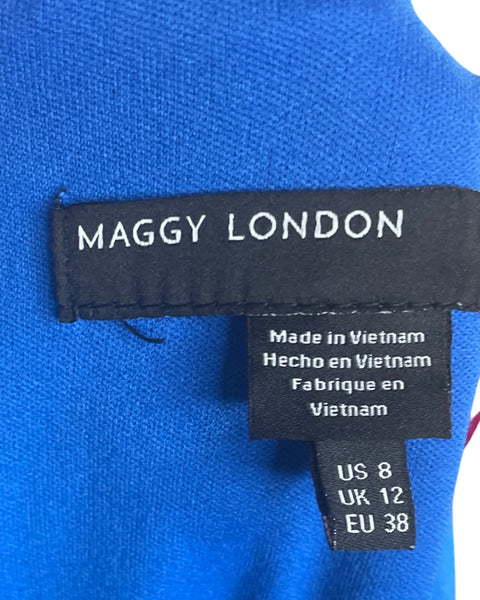 MAGGY LONDON
Made in Vietnam
Hecho en Vietnam
Fabrique en
Vietnam
US 8
UK 12
EU 38